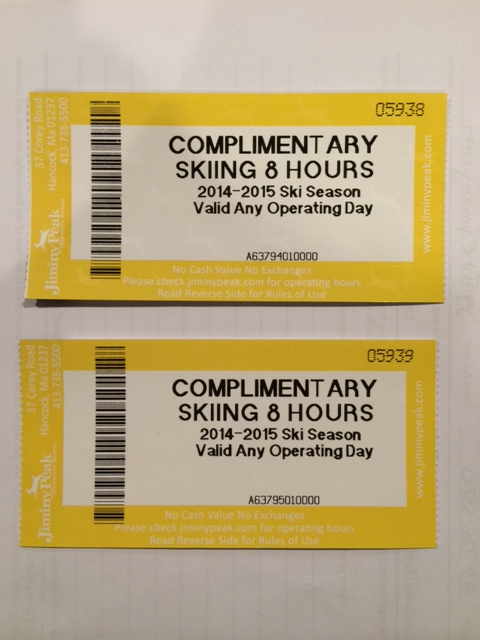 05938
37 Corey Road
Hancock, Ma 01237
413-738-5500
JiminyPeak
COMPLIMENTARY
SKIING 8 HOURS
2014-2015 Ski Season
Valid Any Operating Day
A63794010000
www.jiminypeak.com
No Cash Value No Exchanges
Please check jiminypeak.com for operating hours
Read Reverse Side for Rules of Use
05939
37 Corey Road
Hancock, Ma 01237
413-738-5500
JiminyPeak
COMPLIMENTARY
SKIING 8 HOURS
2014-2015 Ski Season
Valid Any Operating Day
A63795010000
www.jiminypeak.com
No Cash Value No Exchanges
Please check jiminypeak.com for operating hours
Read Reverse Side for Rules of Use